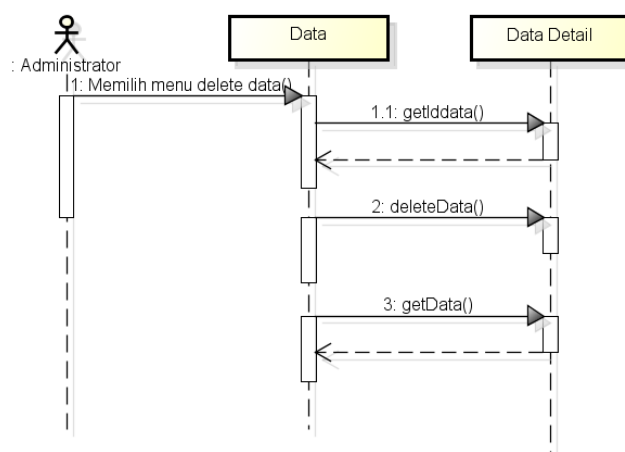 Data
Data Detail
: Administrator
1: Memilih menu delete data()
1.1: getIddata()
2: deleteData()
3: getData()